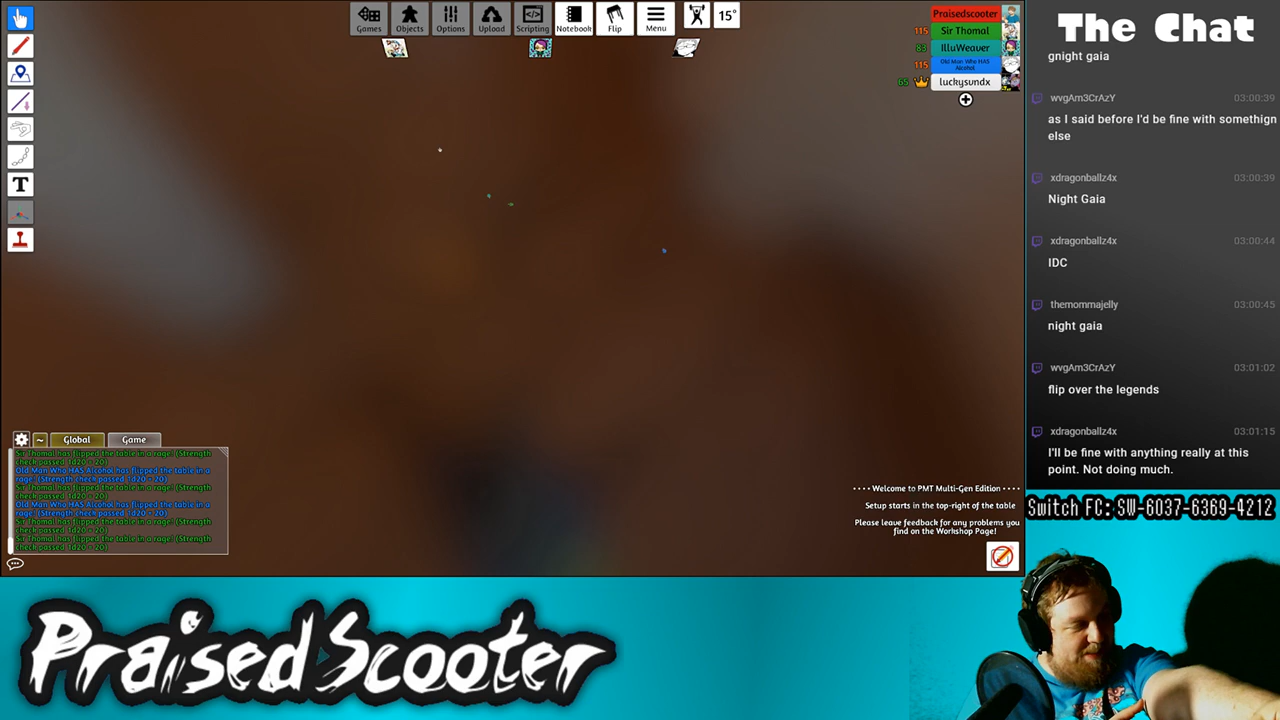 Games
Objects
Options
Upload
Scripting
Notebook
Flip
Menu
15°
Praisedscooter
115 Sir Thomal
83 IlluWeaver
115 Old Man Who HAS Alcohol
65 luckysvndx
The Chat
gnight gaia
wvgAm3CrAzY 03:00:39
as I said before I'd be fine with somethign
else
xdragonballz4x 03:00:39
Night Gaia
xdragonballz4x 03:00:44
IDC
themommajelly 03:00:45
night gaia
wvgAm3CrAzY 03:01:02
flip over the legends
xdragonballz4x 03:01:15
I'll be fine with anything really at this
point. Not doing much.
Switch FC: SW-6037-6369-4212
T
~ Global Game
Sir Thomal has flipped the table in a rage! (Strength
check passed 1d20 = 20)
Old Man Who HAS Alcohol has flipped the table in a
rage! (Strength check passed 1d20 = 20)
Sir Thomal has flipped the table in a rage! (Strength
check passed 1d20 = 20)
Old Man Who HAS Alcohol has flipped the table in a
rage! (Strength check passed 1d20 = 20)
Sir Thomal has flipped the table in a rage! (Strength
check passed 1d20 = 20)
Sir Thomal has flipped the table in a rage! (Strength
check passed 1d20 = 20)
• • • • Welcome to PMT Multi-Gen Edition • • • •
Setup starts in the top-right of the table
Please leave feedback for any problems you
find on the Workshop Page!
PraisedScooter